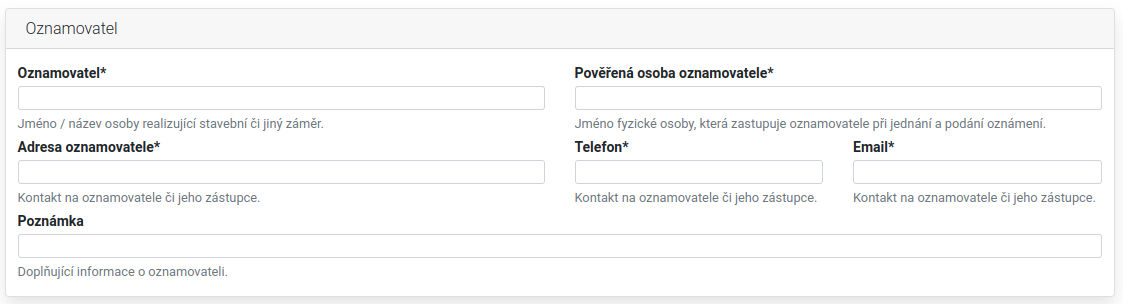 Oznamovatel
Oznamovatel* Pověřená osoba oznamovatele*
Jméno / název osoby realizující stavební či jiný záměr. Jméno fyzické osoby, která zastupuje oznamovatele při jednání a podání oznámení.
Adresa oznamovatele* Telefon* Email*
Kontakt na oznamovatele či jeho zástupce. Kontakt na oznamovatele či jeho zástupce. Kontakt na oznamovatele či jeho zástupce.
Poznámka
Doplňující informace o oznamovateli.